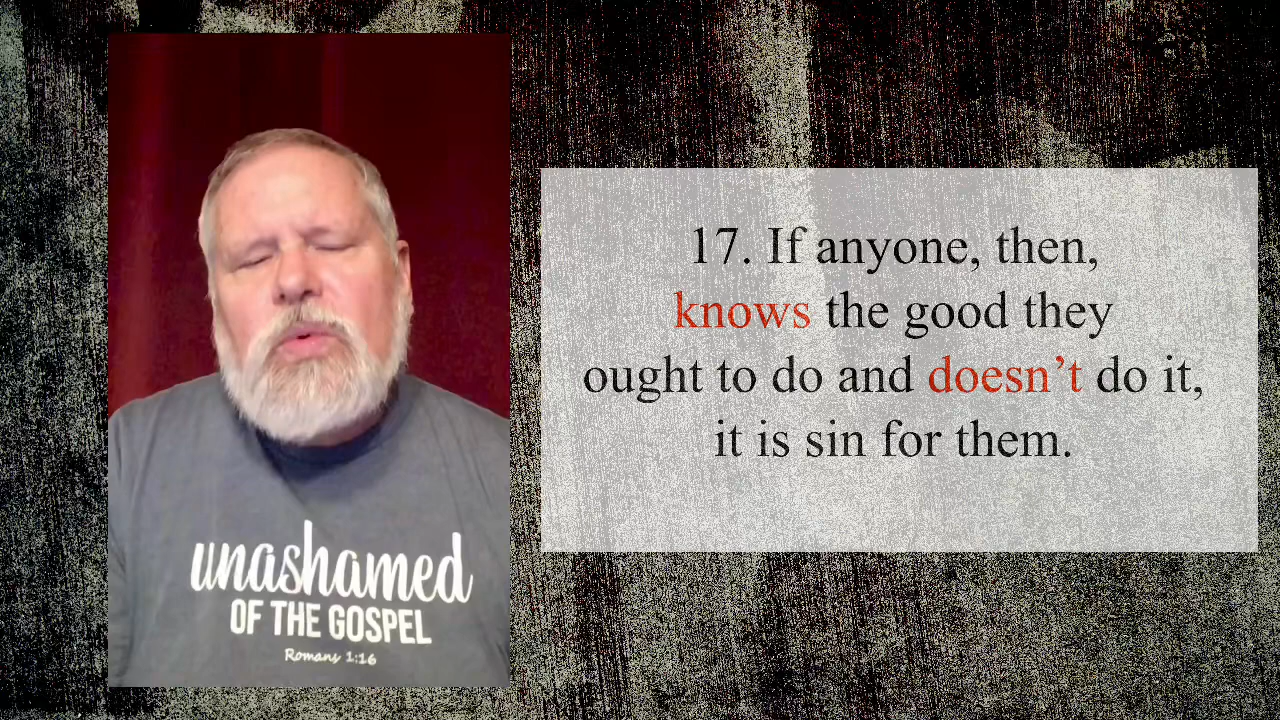 17. If anyone, then,
knows the good they
ought to do and doesn’t do it,
it is sin for them.
unashamed
OF THE GOSPEL
Romans 1:16